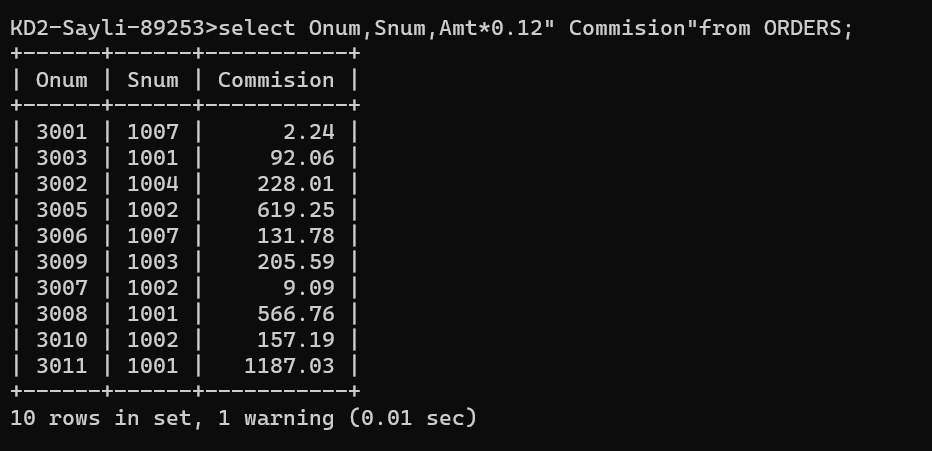 KD2-Sayli-89253>select Onum,Snum,Amt*0.12" Commision"from ORDERS;
+------+------+-----------+
| Onum | Snum | Commision |
+------+------+-----------+
| 3001 | 1007 |      2.24 |
| 3003 | 1001 |     92.06 |
| 3002 | 1004 |    228.01 |
| 3005 | 1002 |    619.25 |
| 3006 | 1007 |    131.78 |
| 3009 | 1003 |    205.59 |
| 3007 | 1002 |      9.09 |
| 3008 | 1001 |    566.76 |
| 3010 | 1002 |    157.19 |
| 3011 | 1001 |   1187.03 |
+------+------+-----------+
10 rows in set, 1 warning (0.01 sec)